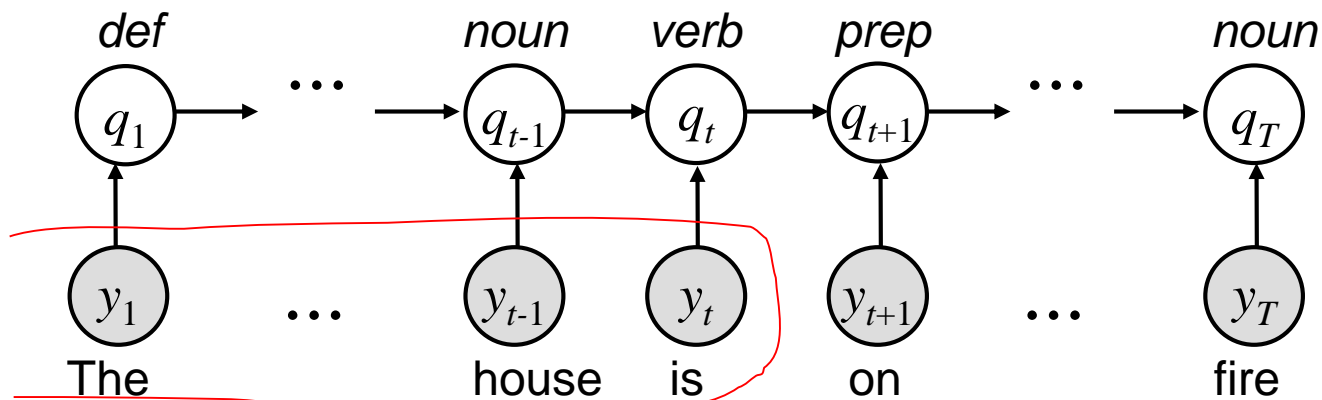 def noun verb prep noun
q1 ... qt-1 qt qt+1 ... qT
y1 ... yt-1 yt yt+1 ... yT
The house is on fire